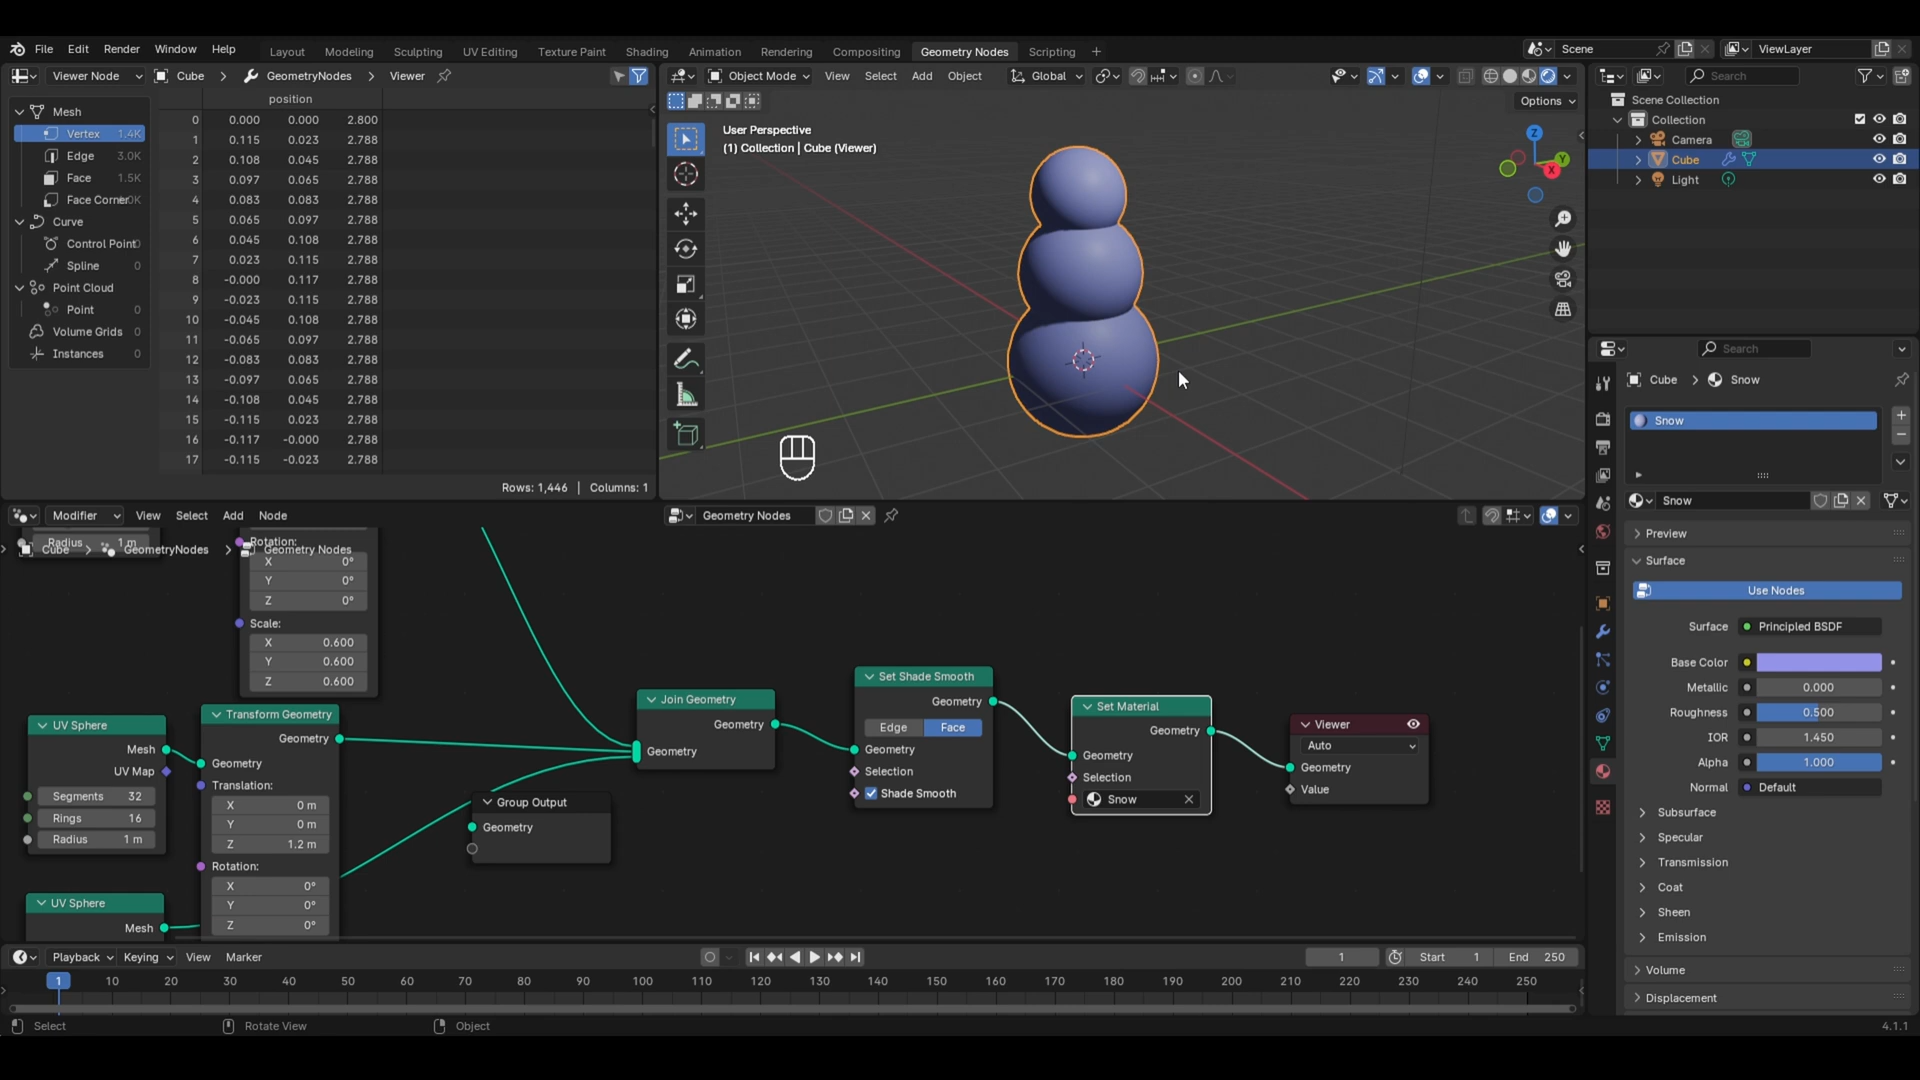 File Edit Render Window Help Layout Modeling Sculpting UV Editing Texture Paint Shading Animation Rendering Compositing Geometry Nodes Scripting + Scene ViewLayer
Viewer Node Cube GeometryNodes Viewer
position
Mesh
Vertex 1.4K
Edge 3.0K
Face 1.5K
Face Corner
Curve
Control Point
Spline 0
Point Cloud
Point 0
Volume Grids 0
Instances 0
0 0.000 0.000 2.800
1 0.115 0.023 2.788
2 0.108 0.045 2.788
3 0.097 0.065 2.788
4 0.083 0.083 2.788
5 0.065 0.097 2.788
6 0.045 0.108 2.788
7 0.023 0.115 2.788
8 -0.000 0.117 2.788
9 -0.023 0.115 2.788
10 -0.045 0.108 2.788
11 -0.065 0.097 2.788
12 -0.083 0.083 2.788
13 -0.097 0.065 2.788
14 -0.108 0.045 2.788
15 -0.115 0.023 2.788
16 -0.117 -0.000 2.788
17 -0.115 -0.023 2.788
Rows: 1,446 | Columns: 1
Object Mode View Select Add Object Global
Options
User Perspective
(1) Collection | Cube (Viewer)
Z
Y
X
Search
Scene Collection
Collection
Camera
Cube
Light
Search
Cube Snow
Snow
Snow
Preview
Surface
Use Nodes
Surface Principled BSDF
Base Color
Metallic 0.000
Roughness 0.500
IOR 1.450
Alpha 1.000
Normal Default
Subsurface
Specular
Transmission
Coat
Sheen
Emission
Volume
Displacement
Modifier View Select Add Node Geometry Nodes
Radius 1 m
Cube GeometryNodes Geometry Nodes
Rotation:
X 0°
Y 0°
Z 0°
Scale:
X 0.600
Y 0.600
Z 0.600
UV Sphere
Mesh
UV Map
Segments 32
Rings 16
Radius 1 m
UV Sphere
Mesh
Transform Geometry
Geometry
Geometry
Translation:
X 0 m
Y 0 m
Z 1.2 m
Rotation:
X 0°
Y 0°
Z 0°
Group Output
Geometry
Join Geometry
Geometry
Geometry
Set Shade Smooth
Geometry
Edge Face
Geometry
Selection
Shade Smooth
Set Material
Geometry
Geometry
Selection
Snow
Viewer
Auto
Geometry
Value
Playback Keying View Marker 1 Start 1 End 250
1 10 20 30 40 50 60 70 80 90 100 110 120 130 140 150 160 170 180 190 200 210 220 230 240 250
Select Rotate View Object 4.1.1